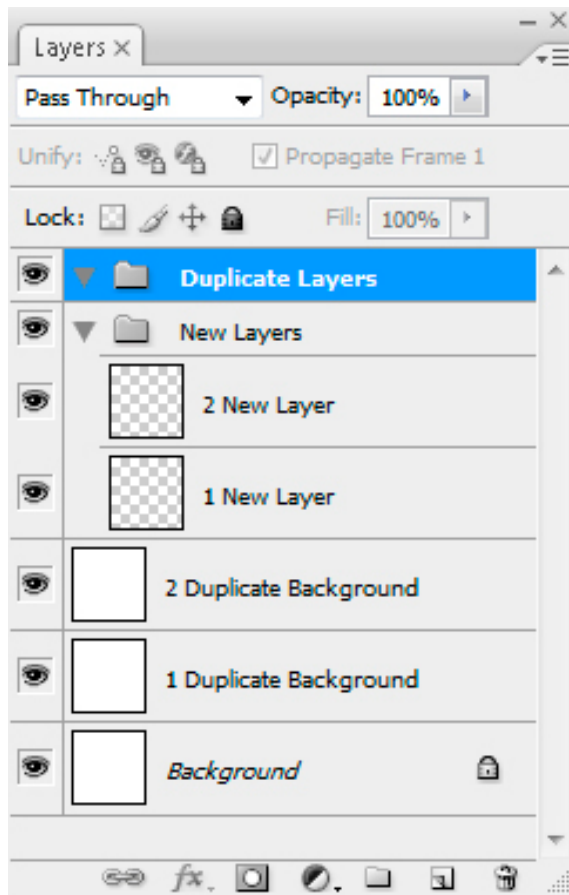 Layers
Pass Through Opacity: 100%
Unify: Propagate Frame 1
Lock: Fill: 100%
Duplicate Layers
New Layers
2 New Layer
1 New Layer
2 Duplicate Background
1 Duplicate Background
Background
fx.